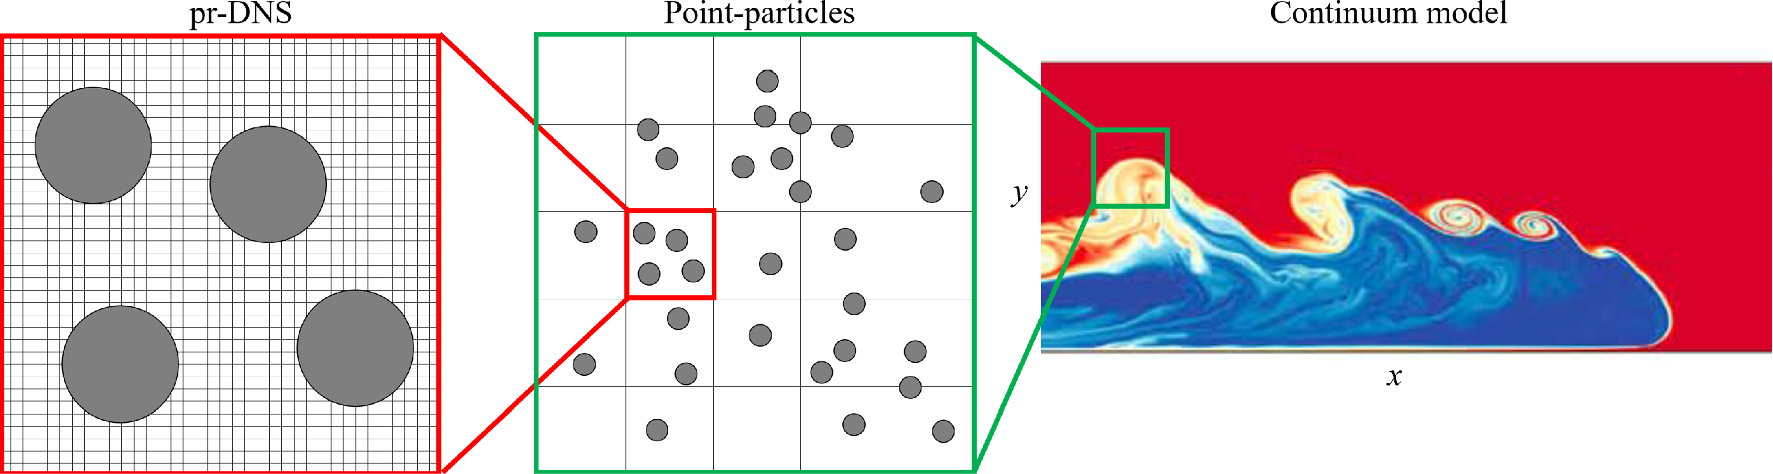 pr-DNS
Point-particles
Continuum model
y
x